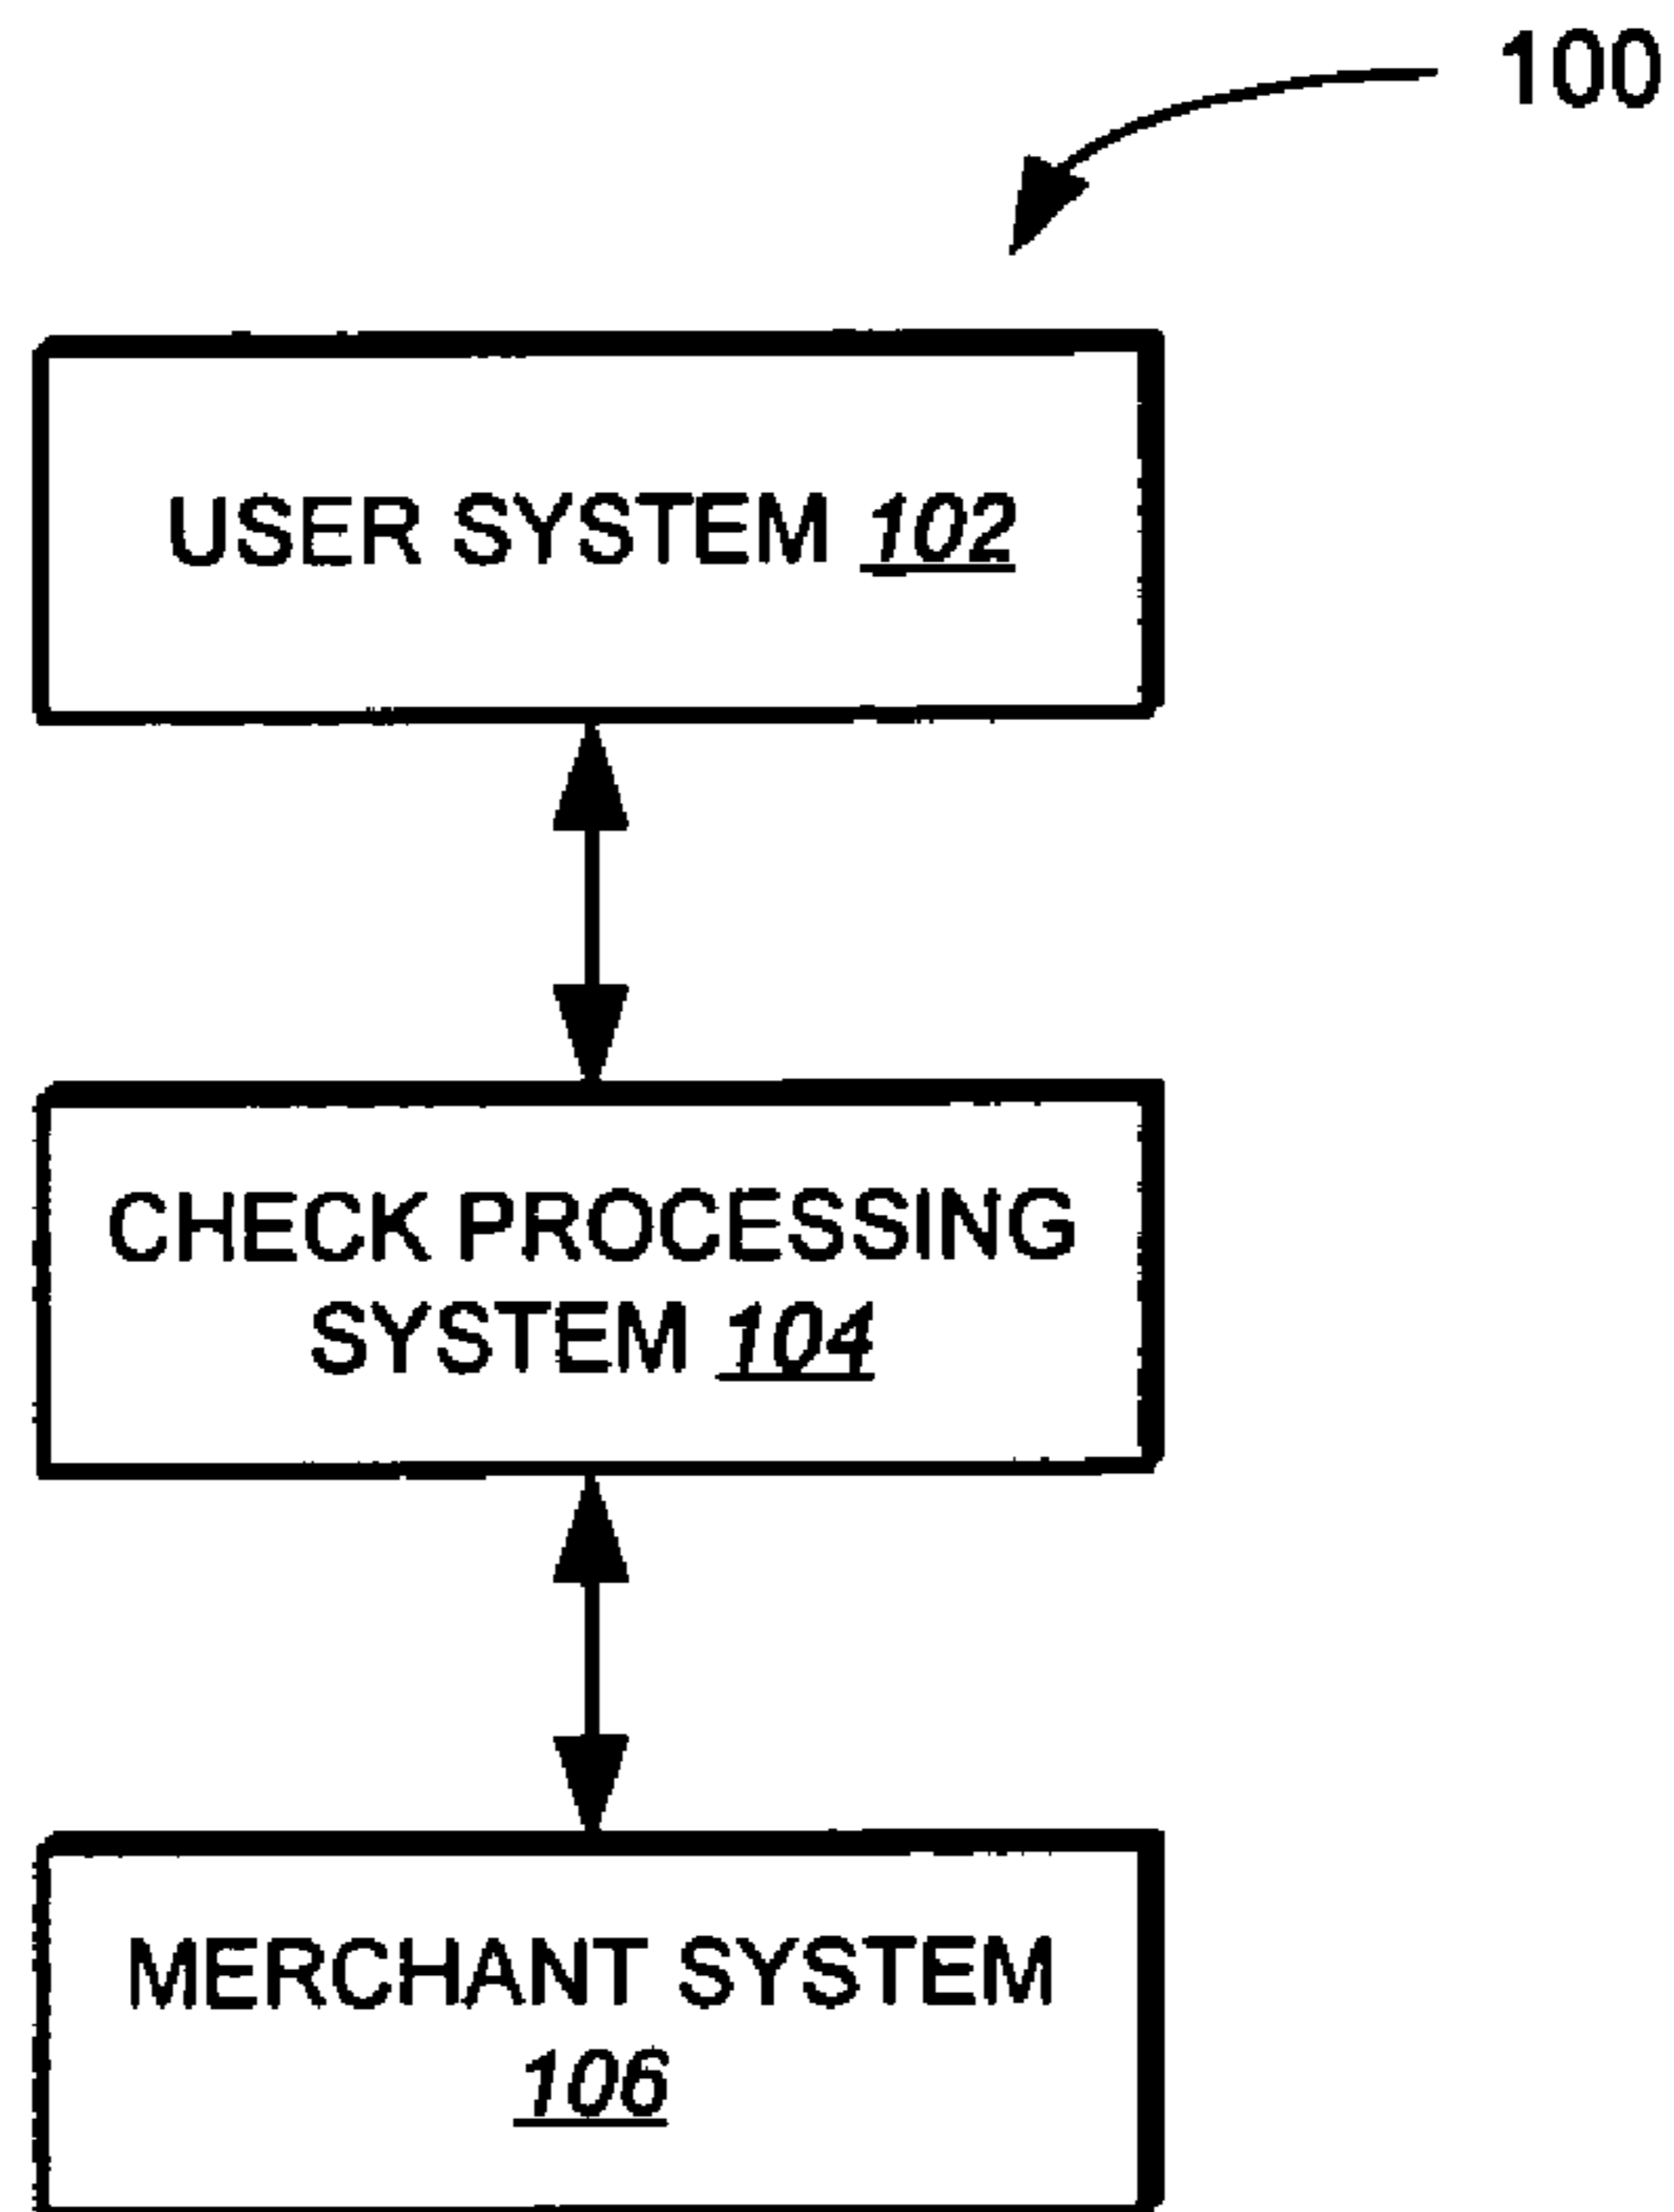 100
USER SYSTEM 102
CHECK PROCESSING
SYSTEM 104
MERCHANT SYSTEM
106